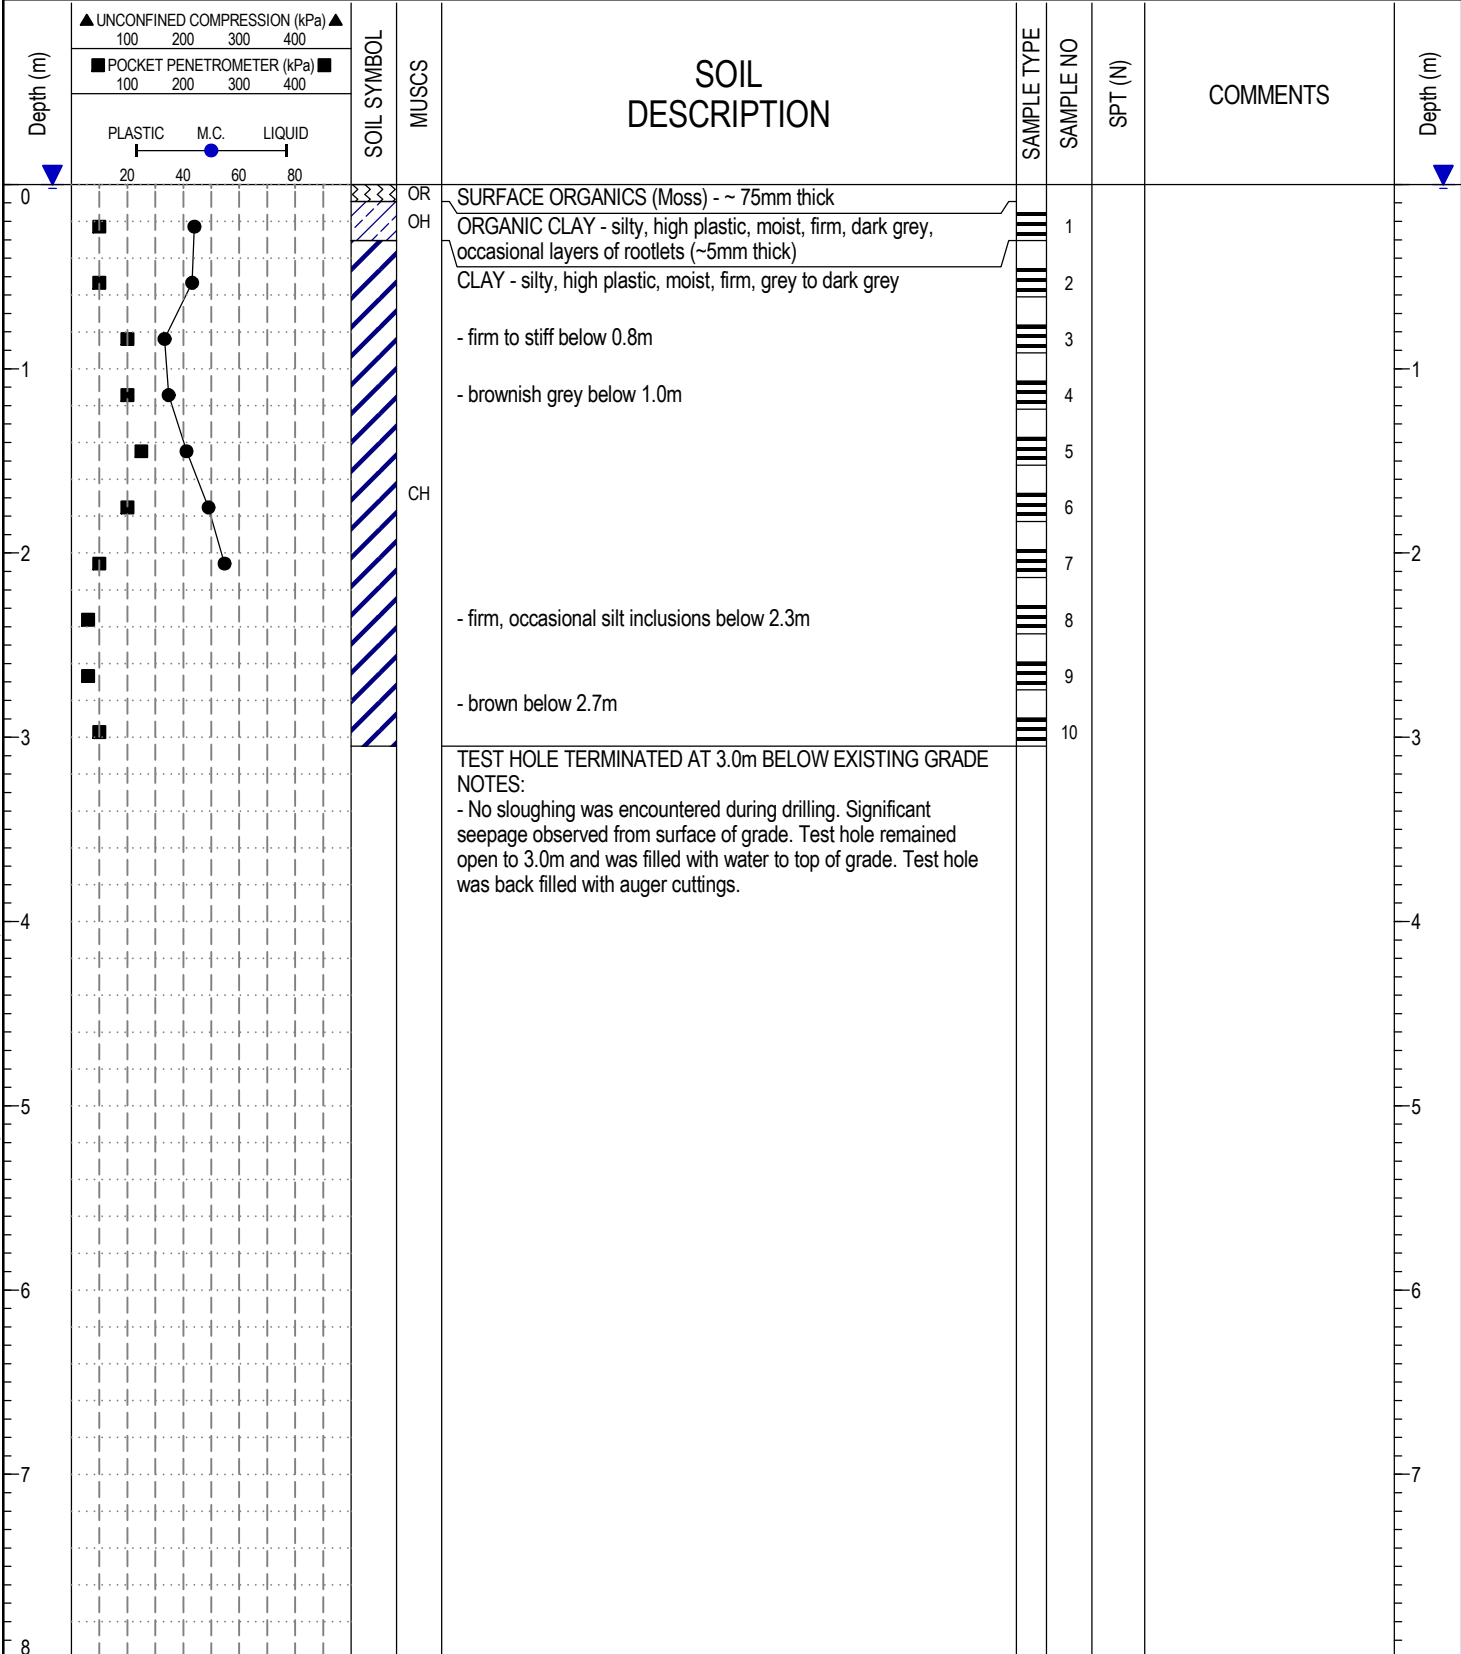 Depth (m)
▲ UNCONFINED COMPRESSION (kPa) ▲
100 200 300 400
■ POCKET PENETROMETER (kPa) ■
100 200 300 400
PLASTIC M.C. LIQUID
20 40 60 80
SOIL SYMBOL
MUSCS
SOIL
DESCRIPTION
SAMPLE TYPE
SAMPLE NO
SPT (N)
COMMENTS
Depth (m)
0
OR
SURFACE ORGANICS (Moss) - ~ 75mm thick
OH
ORGANIC CLAY - silty, high plastic, moist, firm, dark grey,
1
occasional layers of rootlets (~5mm thick)
CLAY - silty, high plastic, moist, firm, grey to dark grey
2
- firm to stiff below 0.8m
3
1
1
- brownish grey below 1.0m
4
5
CH
6
2
7
2
- firm, occasional silt inclusions below 2.3m
8
9
- brown below 2.7m
10
3
3
TEST HOLE TERMINATED AT 3.0m BELOW EXISTING GRADE
NOTES:
- No sloughing was encountered during drilling. Significant
seepage observed from surface of grade. Test hole remained
open to 3.0m and was filled with water to top of grade. Test hole
was back filled with auger cuttings.
4
4
5
5
6
6
7
7
8